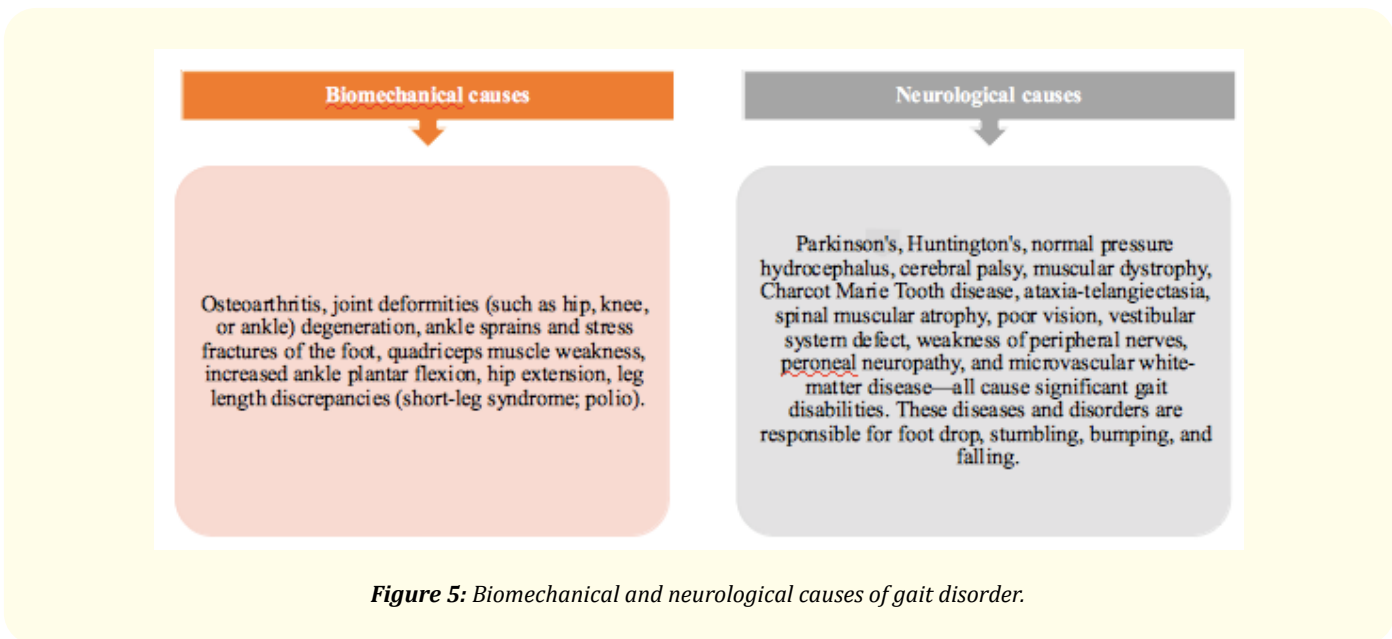 Biomechanical causes
Osteoarthritis, joint deformities (such as hip, knee,
or ankle) degeneration, ankle sprains and stress
fractures of the foot, quadriceps muscle weakness,
increased ankle plantar flexion, hip extension, leg
length discrepancies (short-leg syndrome; polio).
Neurological causes
Parkinson's, Huntington's, normal pressure
hydrocephalus, cerebral palsy, muscular dystrophy,
Charcot Marie Tooth disease, ataxia-telangiectasia,
spinal muscular atrophy, poor vision, vestibular
system defect, weakness of peripheral nerves,
peroneal neuropathy, and microvascular white-
matter disease—all cause significant gait
disabilities. These diseases and disorders are
responsible for foot drop, stumbling, bumping, and
falling.
Figure 5: Biomechanical and neurological causes of gait disorder.